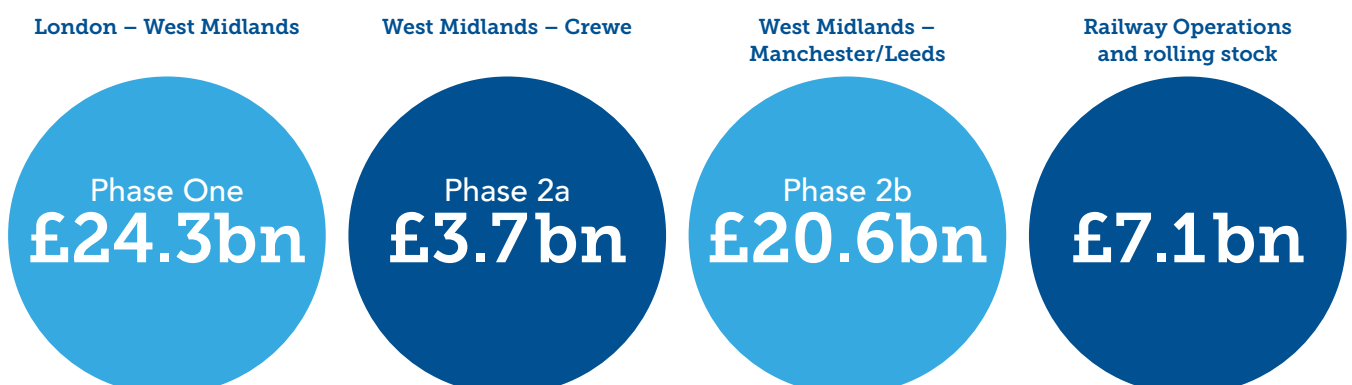 London – West Midlands
West Midlands – Crewe
West Midlands –
Manchester/Leeds
Railway Operations
and rolling stock
Phase One
£24.3bn
Phase 2a
£3.7bn
Phase 2b
£20.6bn
£7.1bn